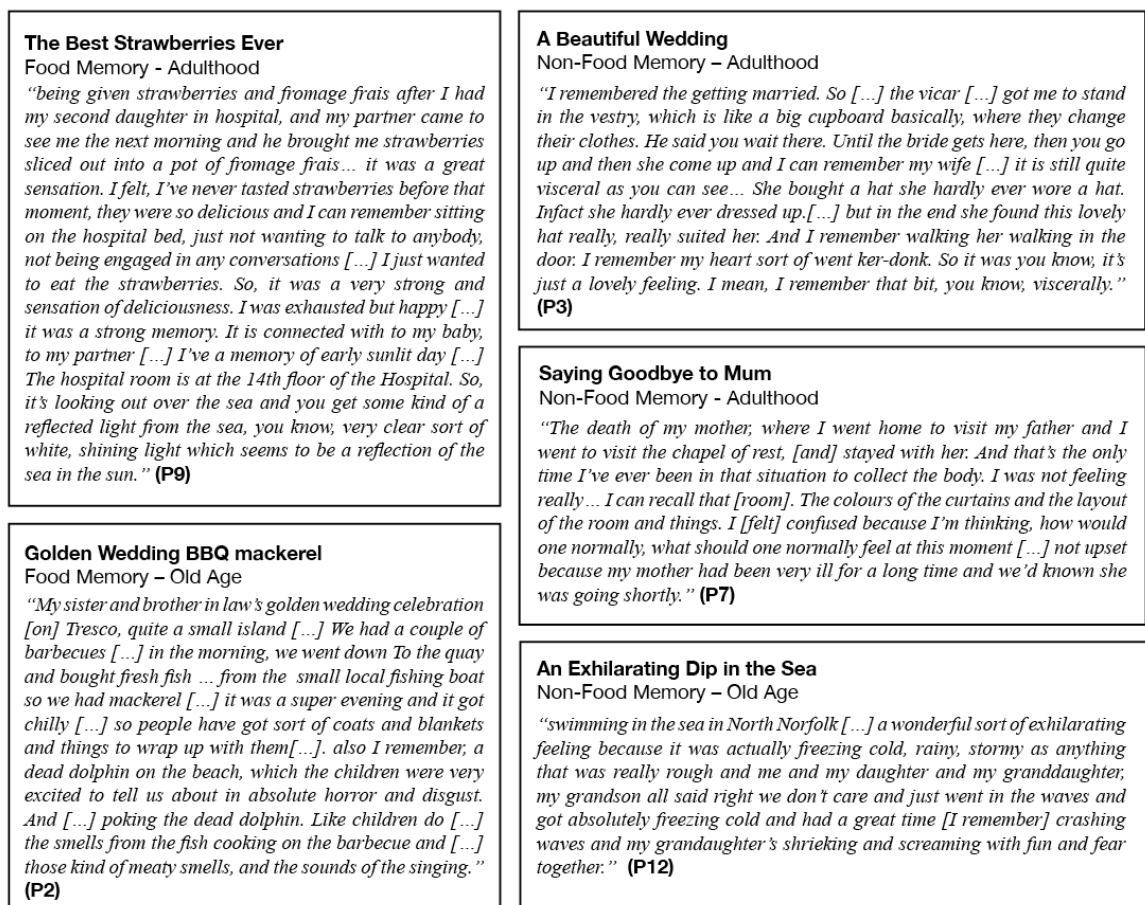 The Best Strawberries Ever
Food Memory - Adulthood
“being given strawberries and fromage frais after I had
my second daughter in hospital, and my partner came to
see me the next morning and he brought me strawberries
sliced out into a pot of fromage frais… it was a great
sensation. I felt, I’ve never tasted strawberries before that
moment, they were so delicious and I can remember sitting
on the hospital bed, just not wanting to talk to anybody,
not being engaged in any conversations […] I just wanted
to eat the strawberries. So, it was a very strong and
sensation of deliciousness. I was exhausted but happy […]
it was a strong memory. It is connected with to my baby,
to my partner […] I’ve a memory of early sunlit day […]
The hospital room is at the 14th floor of the Hospital. So,
it’s looking out over the sea and you get some kind of a
reflected light from the sea, you know, very clear sort of
white, shining light which seems to be a reflection of the
sea in the sun.” (P9)
Golden Wedding BBQ mackerel
Food Memory – Old Age
“My sister and brother in law’s golden wedding celebration
[on] Tresco, quite a small island […] We had a couple of
barbecues […] in the morning, we went down To the quay
and bought fresh fish … from the small local fishing boat
so we had mackerel […] it was a super evening and it got
chilly […] so people have got sort of coats and blankets
and things to wrap up with them[…]. also I remember, a
dead dolphin on the beach, which the children were very
excited to tell us about in absolute horror and disgust.
And […] poking the dead dolphin. Like children do […]
the smells from the fish cooking on the barbecue and […]
those kind of meaty smells, and the sounds of the singing.”
(P2)
A Beautiful Wedding
Non-Food Memory – Adulthood
“I remembered the getting married. So […] the vicar […] got me to stand
in the vestry, which is like a big cupboard basically, where they change
their clothes. He said you wait there. Until the bride gets here, then you go
up and then she come up and I can remember my wife […] it is still quite
visceral as you can see… She bought a hat she hardly ever wore a hat.
Infact she hardly ever dressed up.[…] but in the end she found this lovely
hat really, really suited her. And I remember walking her walking in the
door. I remember my heart sort of went ker-donk. So it was you know, it’s
just a lovely feeling. I mean, I remember that bit, you know, viscerally.”
(P3)
Saying Goodbye to Mum
Non-Food Memory - Adulthood
“The death of my mother, where I went home to visit my father and I
went to visit the chapel of rest, [and] stayed with her. And that’s the only
time I’ve ever been in that situation to collect the body. I was not feeling
really… I can recall that [room]. The colours of the curtains and the layout
of the room and things. I [felt] confused because I’m thinking, how would
one normally, what should one normally feel at this moment […] not upset
because my mother had been very ill for a long time and we’d known she
was going shortly.” (P7)
An Exhilarating Dip in the Sea
Non-Food Memory – Old Age
“swimming in the sea in North Norfolk […] a wonderful sort of exhilarating
feeling because it was actually freezing cold, rainy, stormy as anything
that was really rough and me and my daughter and my granddaughter,
my grandson all said right we don’t care and just went in the waves and
got absolutely freezing cold and had a great time [I remember] crashing
waves and my grandaughter’s shrieking and screaming with fun and fear
together.” (P12)